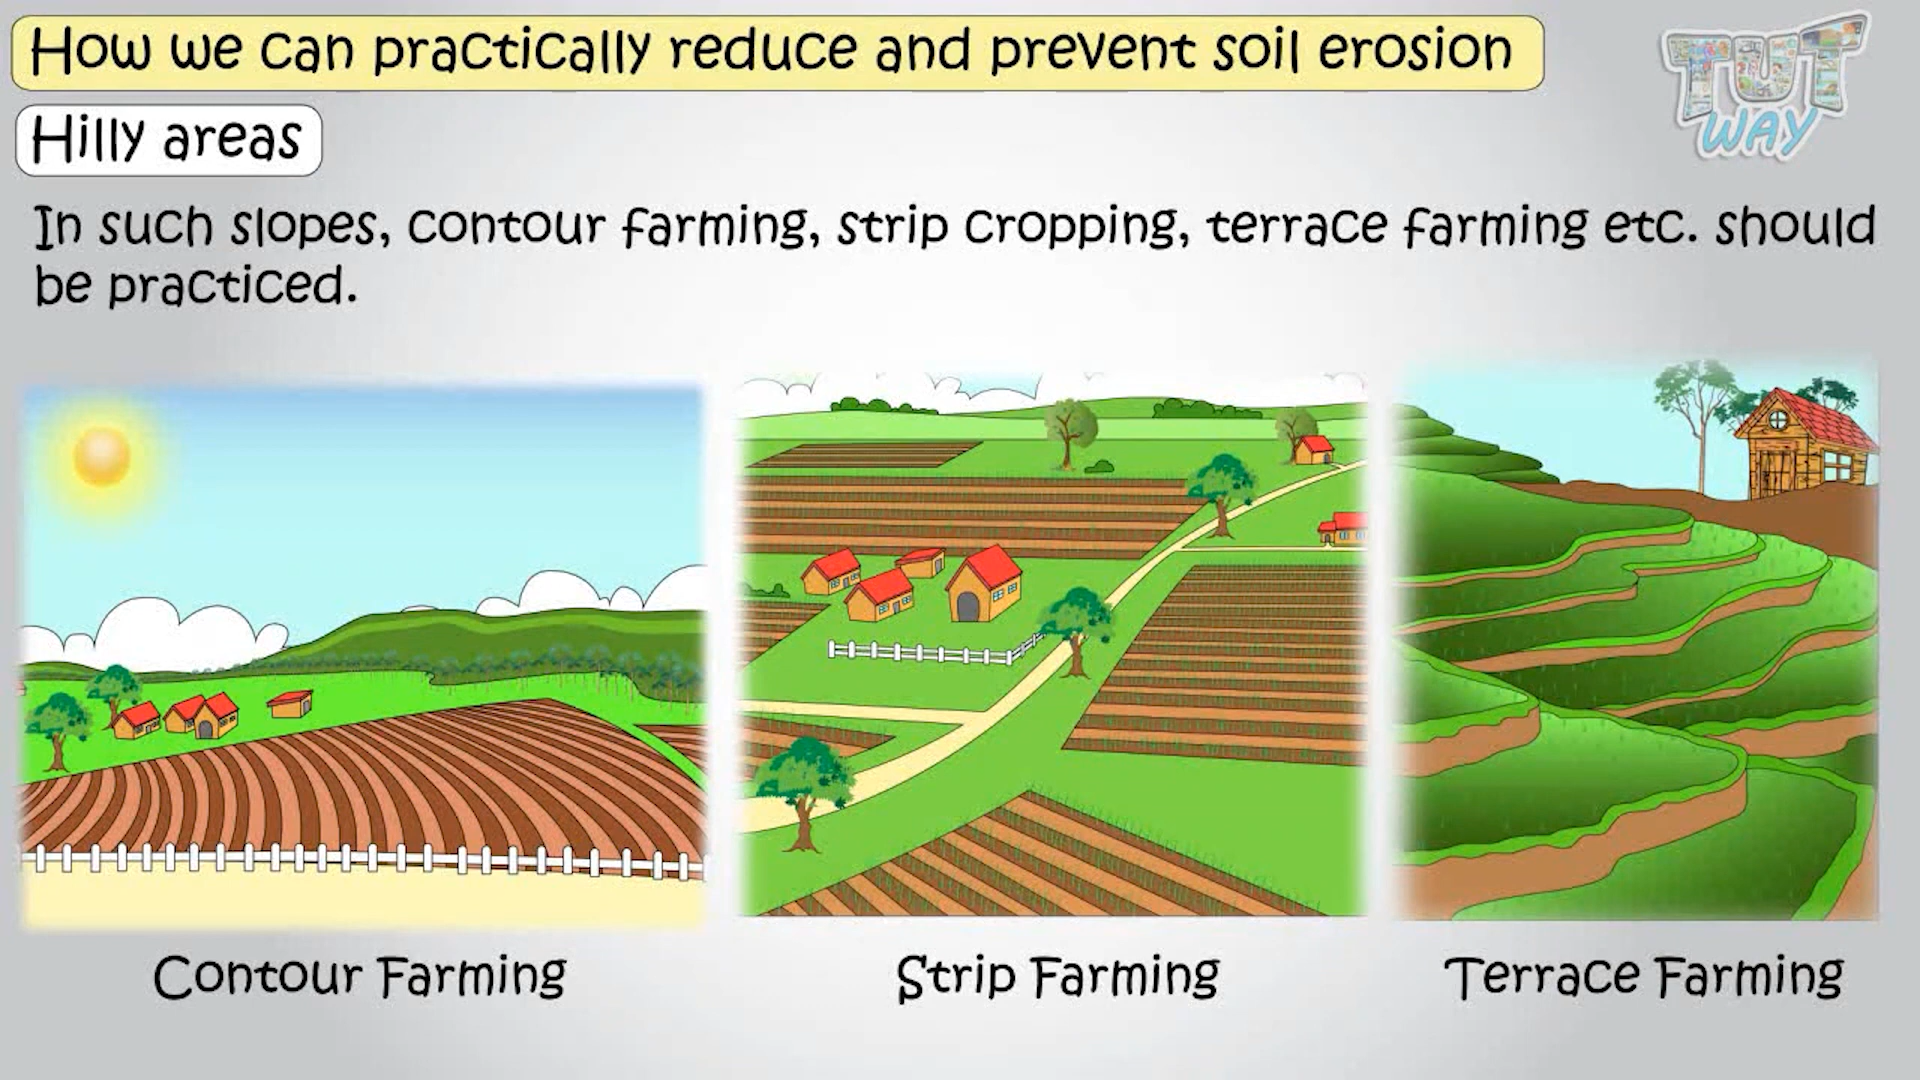 How we can practically reduce and prevent soil erosion
TUT
WAY
Hilly areas
In such slopes, contour farming, strip cropping, terrace farming etc. should
be practiced.
Contour Farming
Strip Farming
Terrace Farming